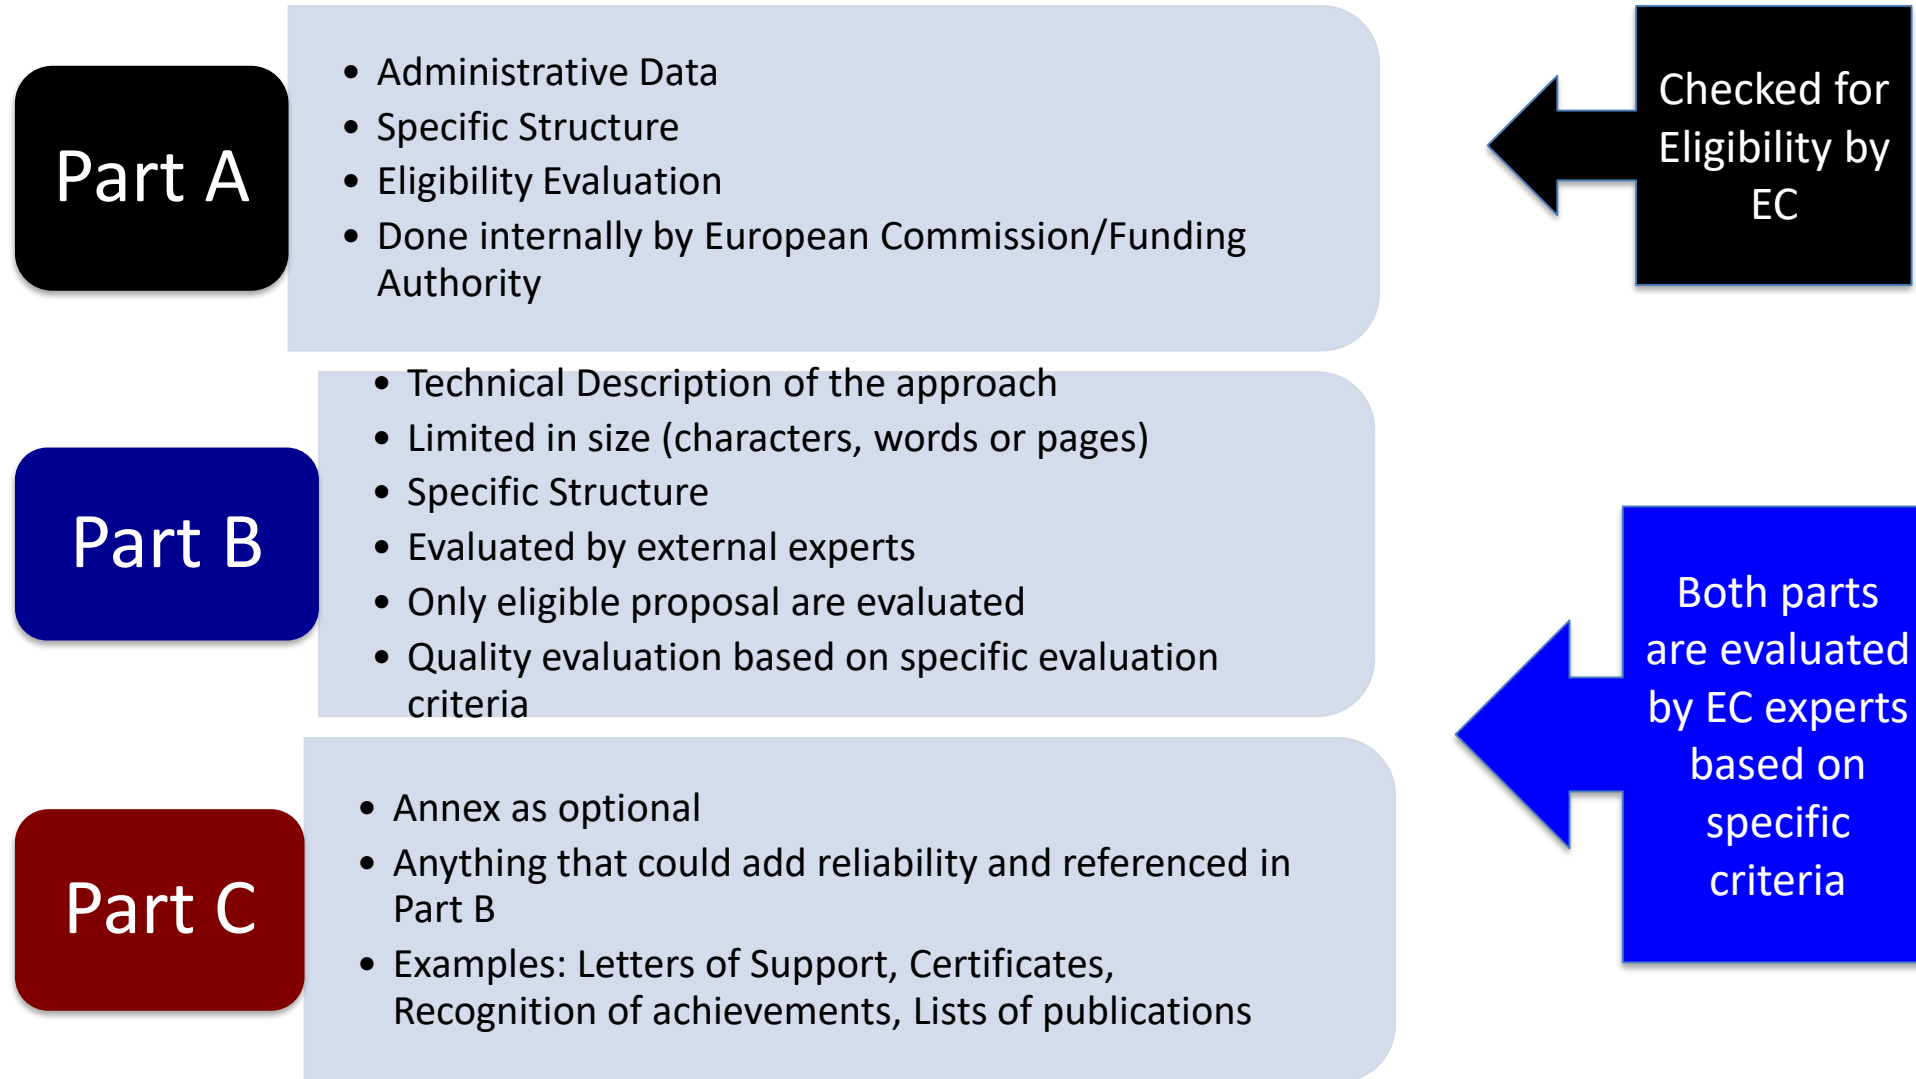 Part A
• Administrative Data
• Specific Structure
• Eligibility Evaluation
• Done internally by European Commission/Funding
Authority
Checked for
Eligibility by
EC
Part B
• Technical Description of the approach
• Limited in size (characters, words or pages)
• Specific Structure
• Evaluated by external experts
• Only eligible proposal are evaluated
• Quality evaluation based on specific evaluation
criteria
Part C
• Annex as optional
• Anything that could add reliability and referenced in
Part B
• Examples: Letters of Support, Certificates,
Recognition of achievements, Lists of publications
Both parts
are evaluated
by EC experts
based on
specific
criteria